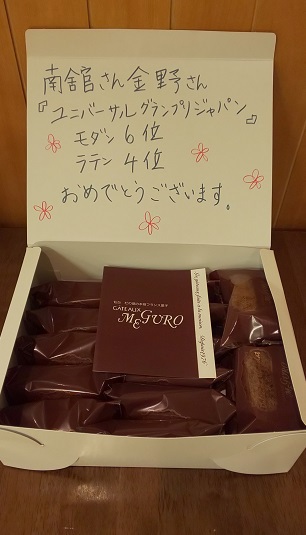 南舘さん金野さん
『ユニバーサルグランプリジャパン』
モダン 6位
ラテン 4位
おめでとうございます。
GATEAUX
MEGURO